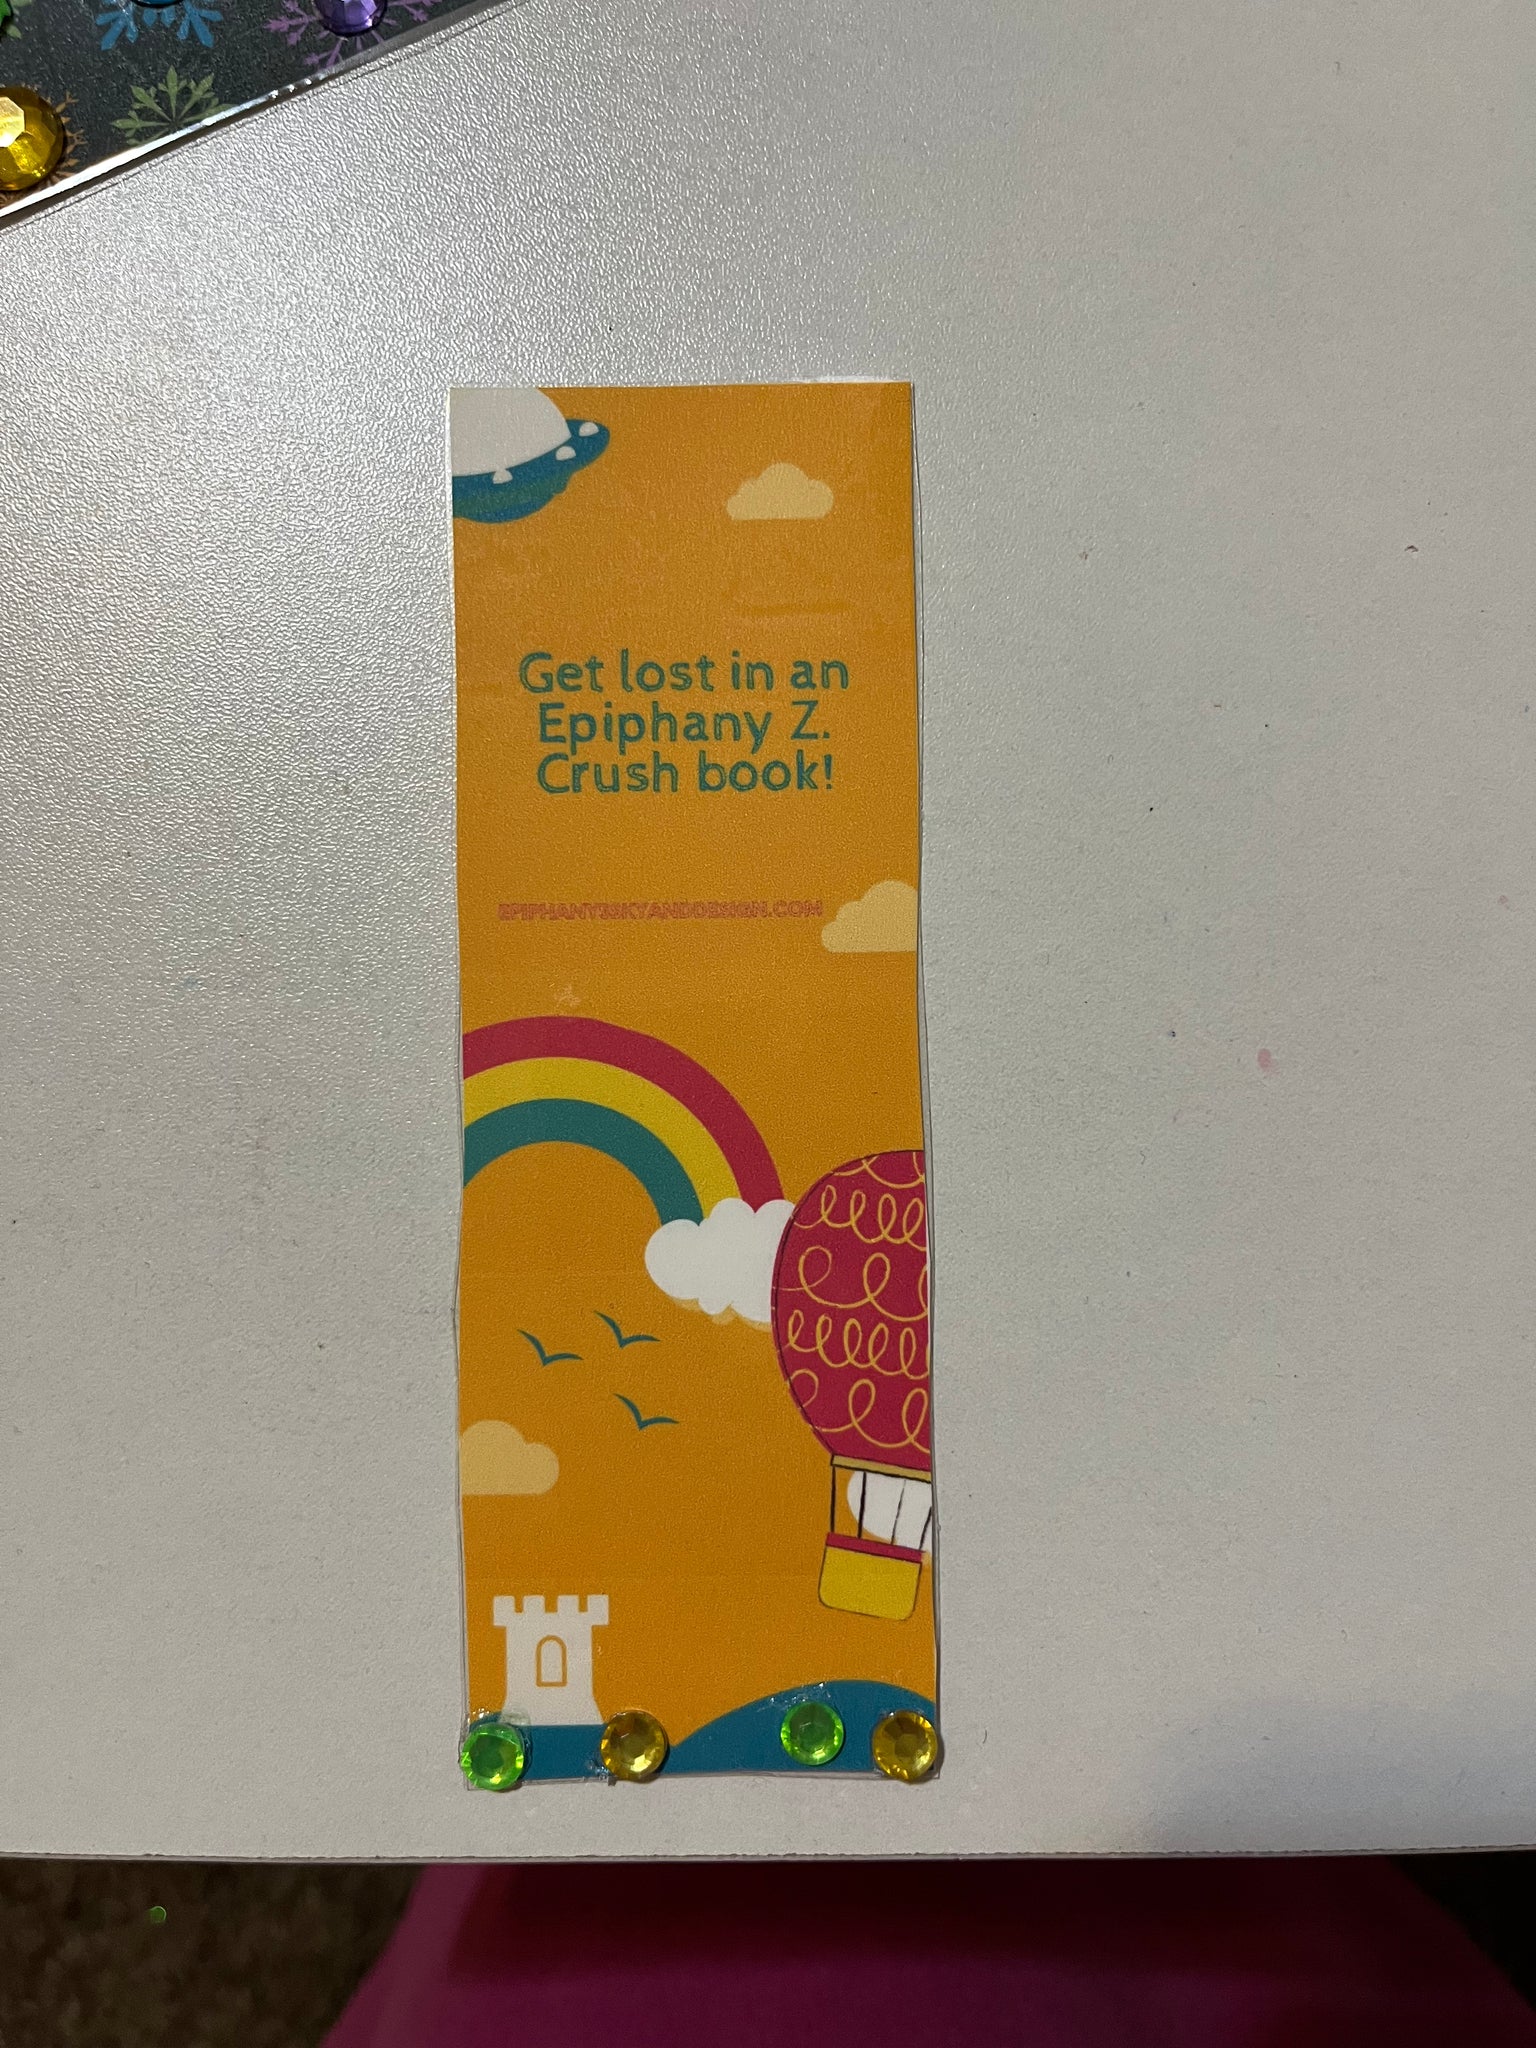 Get lost in an
Epiphany Z.
Crush book!